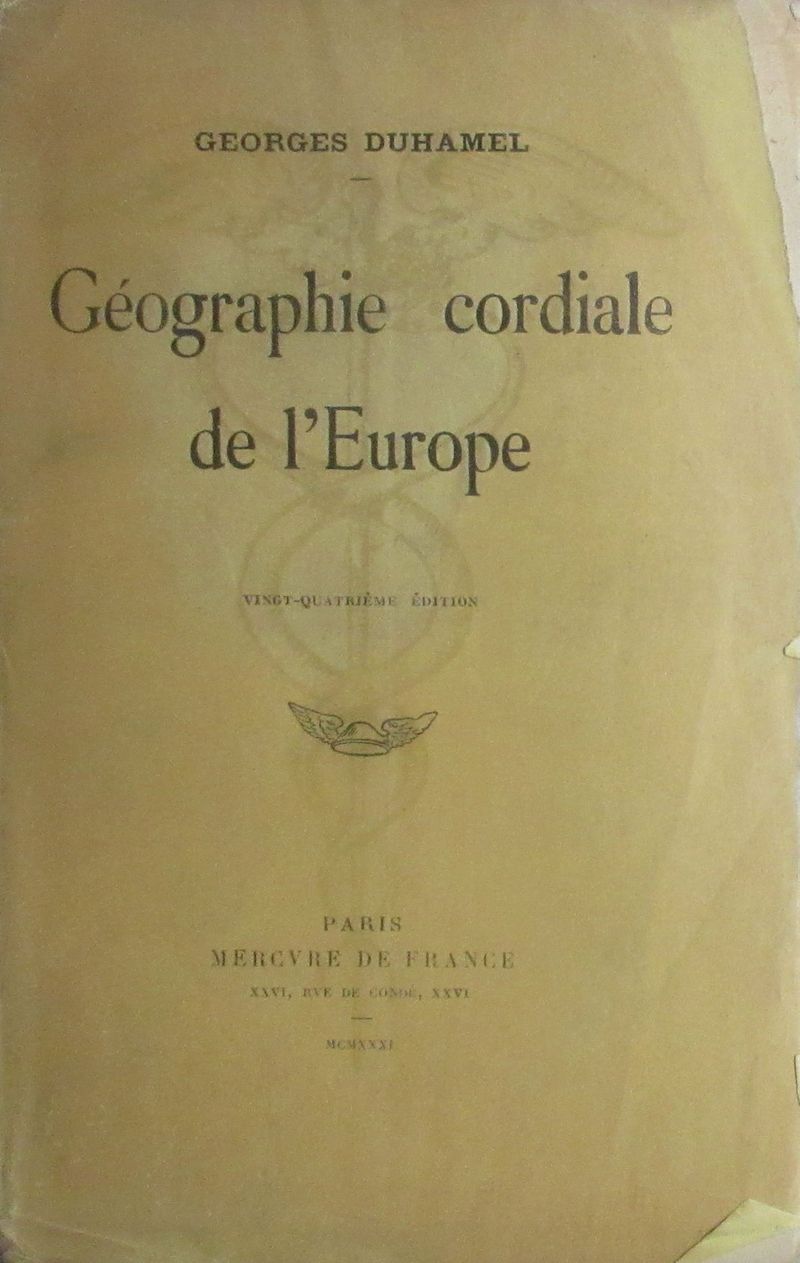 GEORGES DUHAMEL
Géographie cordiale
de l'Europe
VINGT-QUATRIÈME ÉDITION
PARIS
MERCVRE DE FRANCE
XXVI, RVE DE CONDÉ, XXVI
MCMXXXI